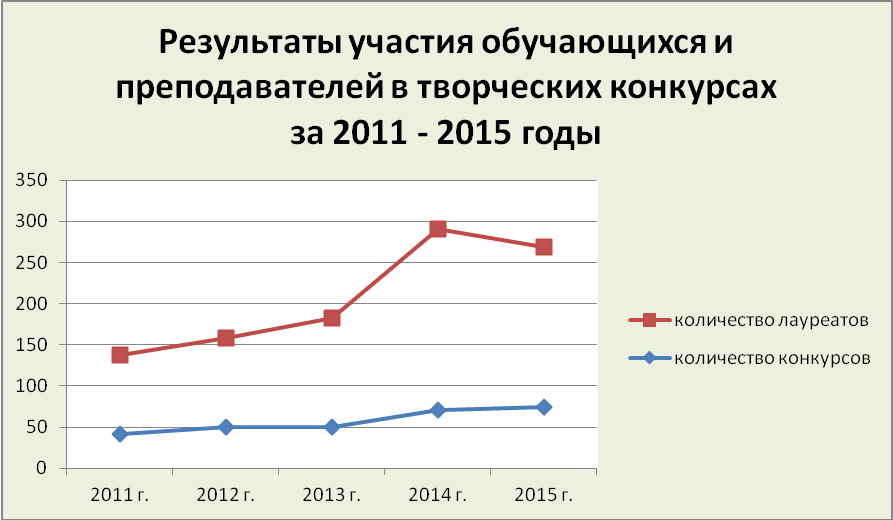 Результаты участия обучающихся и
преподавателей в творческих конкурсах
за 2011 - 2015 годы
350
300
250
200
150
100
50
0
2011 г.
2012 г.
2013 г.
2014 г.
2015 г.
количество лауреатов
количество конкурсов